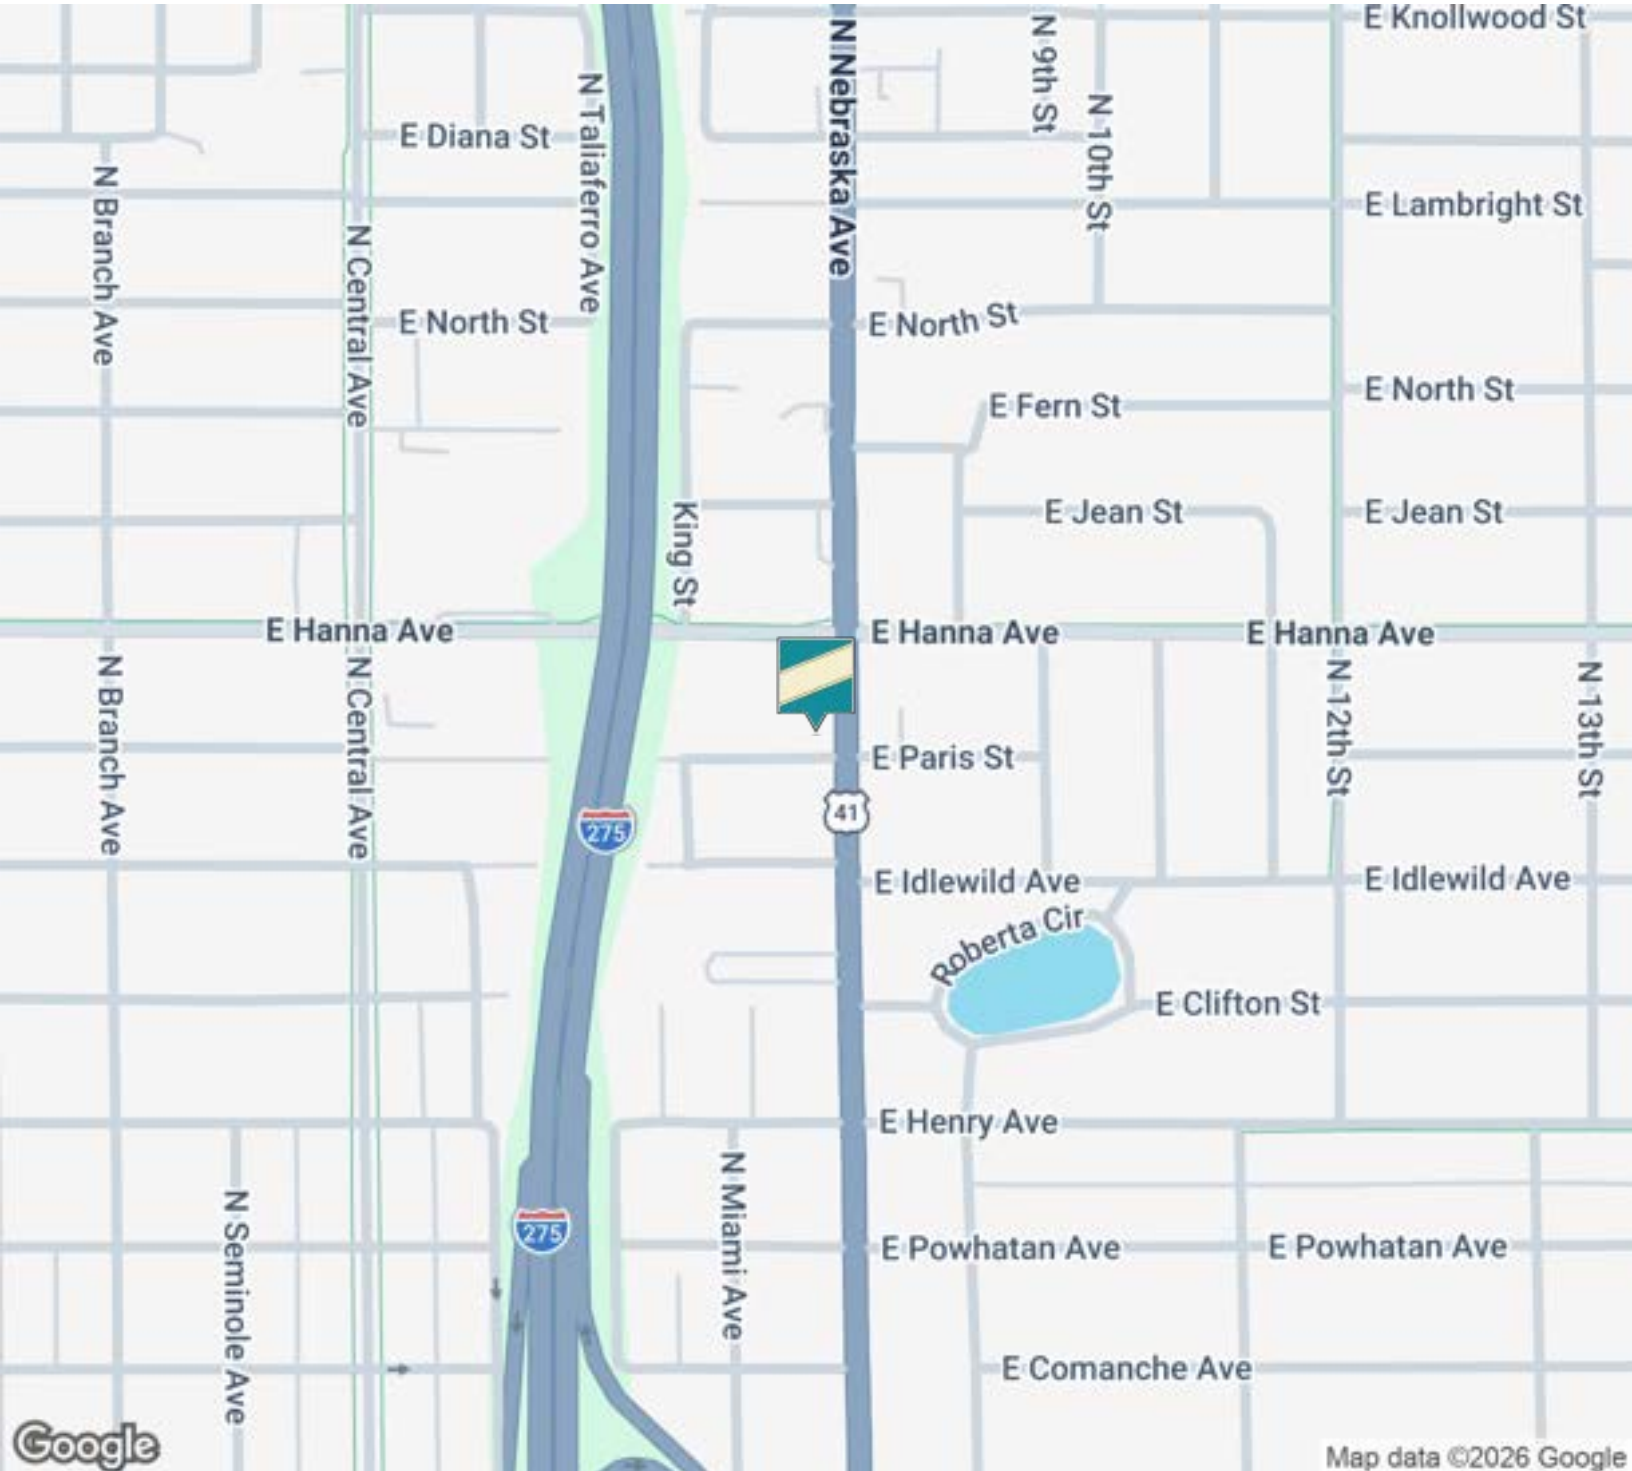 E Knollwood St
N Nebraska Ave
N 9th St
N Taliaferro Ave
N 10th St
E Diana St
N Branch Ave
E Lambright St
N Central Ave
E North St
E North St
E North St
E Fern St
King St
E Jean St
E Jean St
E Hanna Ave
E Hanna Ave
E Hanna Ave
N Branch Ave
N Central Ave
N 12th St
N 13th St
E Paris St
41
275
E Idlewild Ave
E Idlewild Ave
Roberta Cir
E Clifton St
E Henry Ave
N Miami Ave
N Seminole Ave
275
E Powhatan Ave
E Powhatan Ave
E Comanche Ave
Google
Map data ©2026 Google